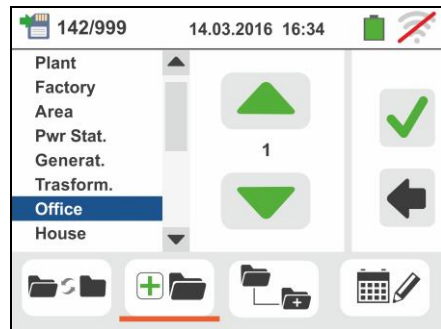 142/999 14.03.2016 16:34
Plant
Factory
Area
Pwr Stat.
Generat.
Trasform.
Office
House
1